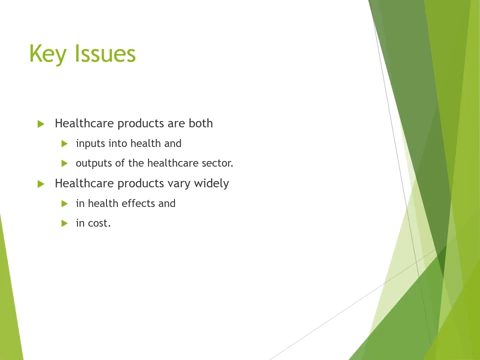 Key Issues
Healthcare products are both
inputs into health and
outputs of the healthcare sector.
Healthcare products vary widely
in health effects and
in cost.